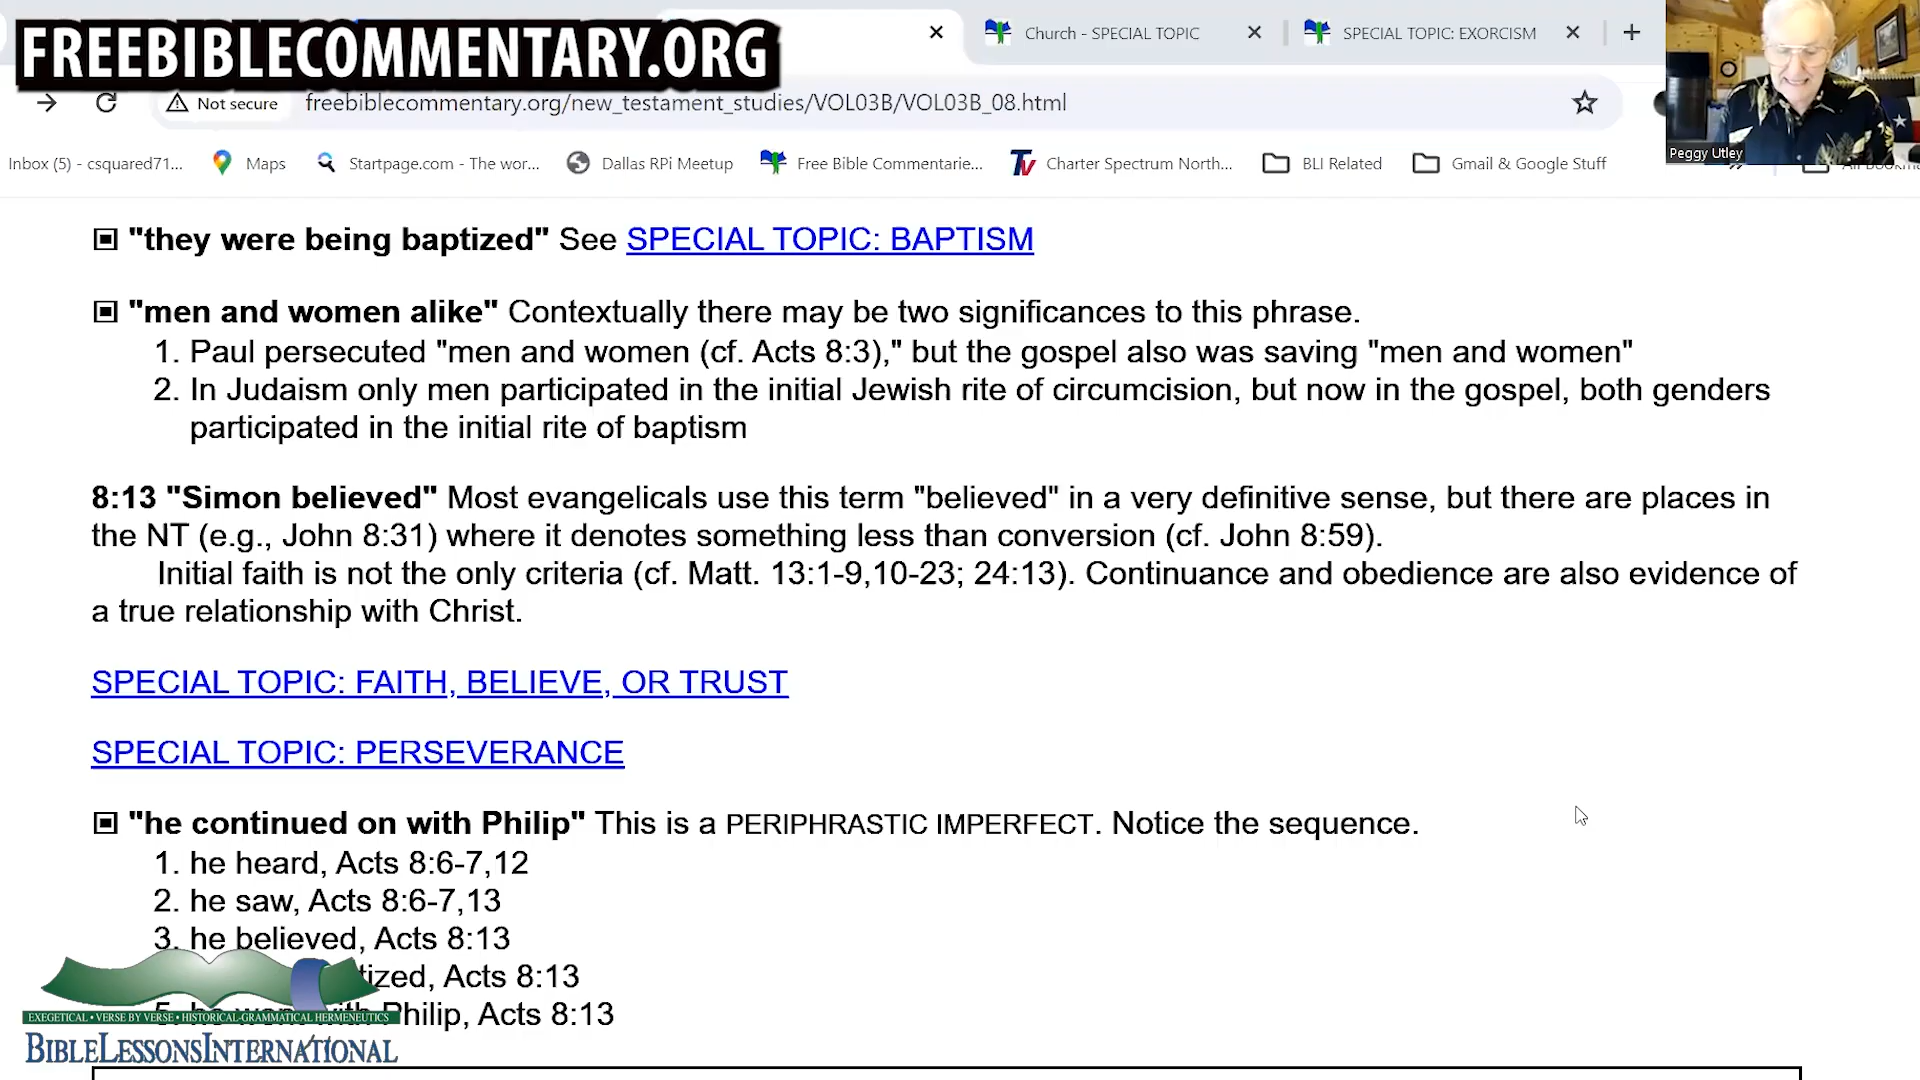 FREEBIBLECOMMENTARY.ORG
Church - SPECIAL TOPIC
SPECIAL TOPIC: EXORCISM
Not secure
freebiblecommentary.org/new_testament_studies/VOL03B/VOL03B_08.html
Peggy Utley
Inbox (5) - csquared71...
Maps
Startpage.com - The wor...
Dallas RPi Meetup
Free Bible Commentarie...
Charter Spectrum North...
BLI Related
Gmail & Google Stuff
"they were being baptized" See SPECIAL TOPIC: BAPTISM
"men and women alike" Contextually there may be two significances to this phrase.
1. Paul persecuted "men and women (cf. Acts 8:3)," but the gospel also was saving "men and women"
2. In Judaism only men participated in the initial Jewish rite of circumcision, but now in the gospel, both genders
participated in the initial rite of baptism
8:13 "Simon believed" Most evangelicals use this term "believed" in a very definitive sense, but there are places in
the NT (e.g., John 8:31) where it denotes something less than conversion (cf. John 8:59).
Initial faith is not the only criteria (cf. Matt. 13:1-9,10-23; 24:13). Continuance and obedience are also evidence of
a true relationship with Christ.
SPECIAL TOPIC: FAITH, BELIEVE, OR TRUST
SPECIAL TOPIC: PERSEVERANCE
"he continued on with Philip" This is a PERIPHRASTIC IMPERFECT. Notice the sequence.
1. he heard, Acts 8:6-7,12
2. he saw, Acts 8:6-7,13
3. he believed, Acts 8:13
tized, Acts 8:13
5. he went with Philip, Acts 8:13
EXEGETICAL • VERSE BY VERSE • HISTORICAL-GRAMMATICAL HERMENEUTICS
BIBLELESSONSINTERNATIONAL